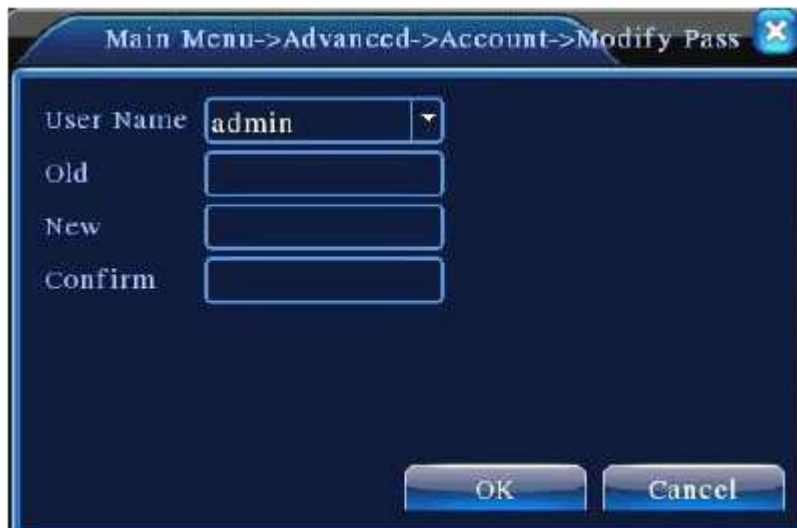 Main Menu->Advanced->Account->Modify Pass
User Name admin
Old
New
Confirm
OK Cancel